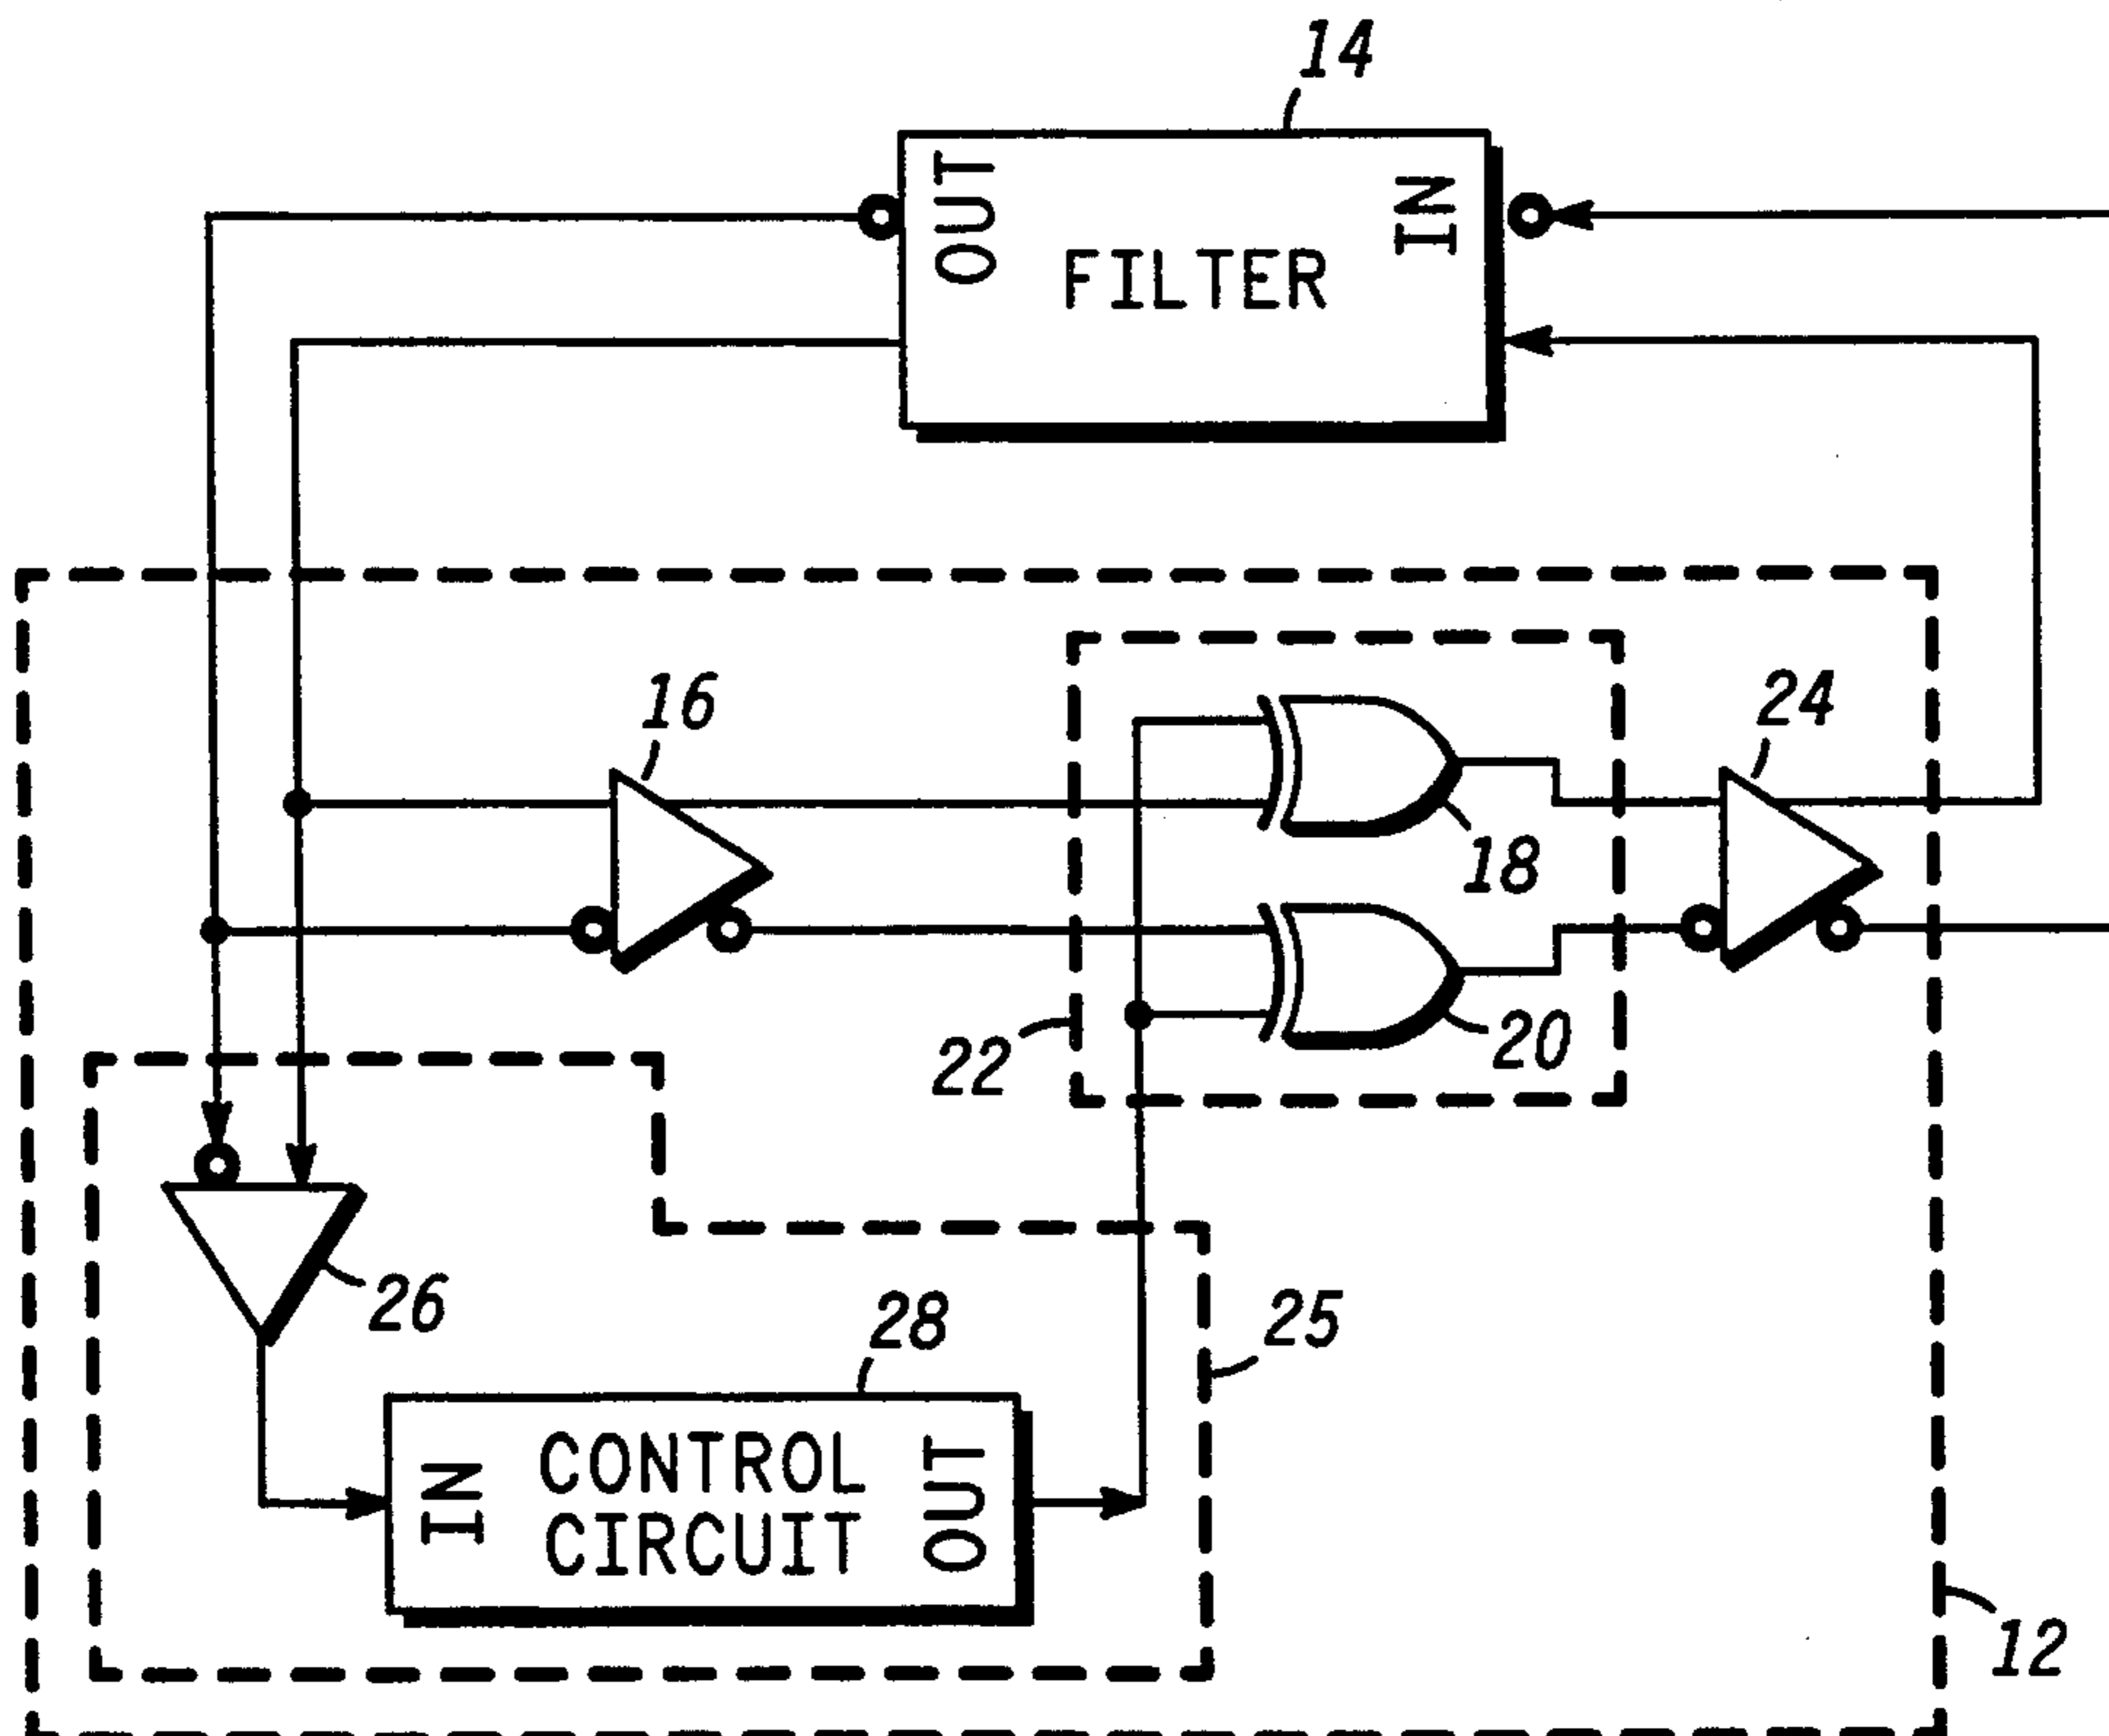 14
OUT
IN
FILTER
16
24
18
22
20
26
28
25
IN
CONTROL
CIRCUIT
OUT
12